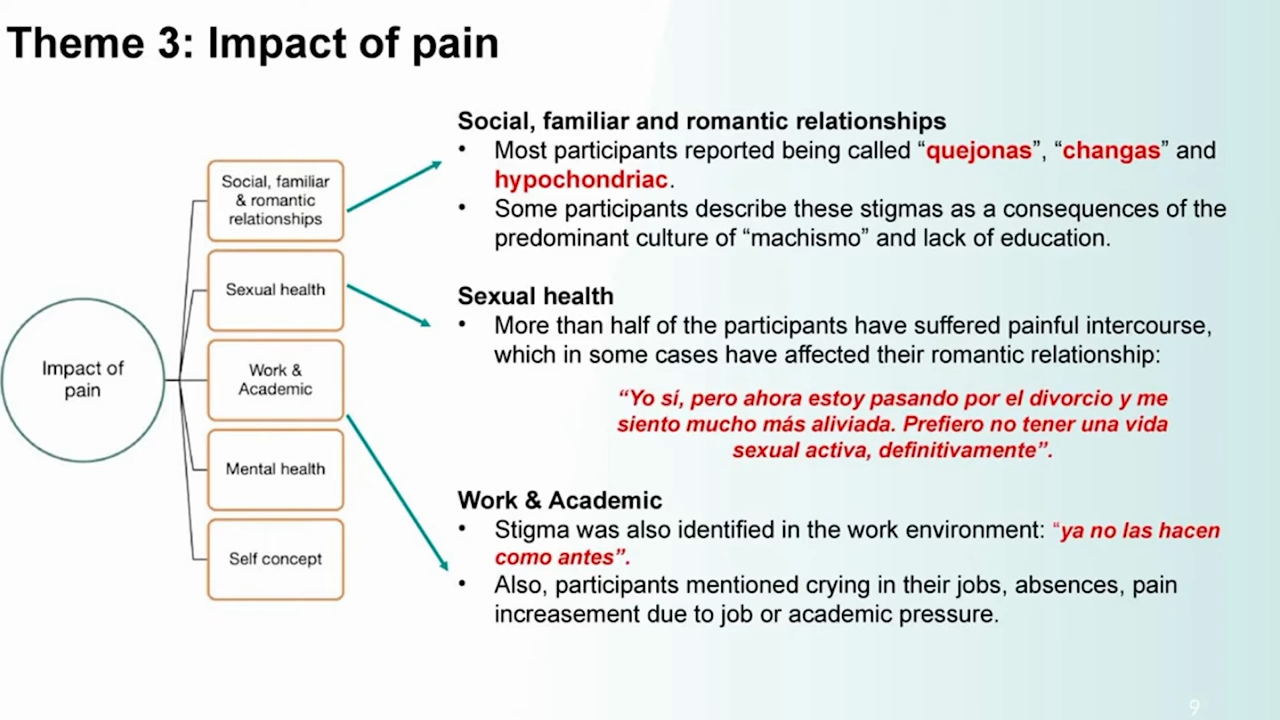 Theme 3: Impact of pain
Impact of
pain
Social, familiar
& romantic
relationships
Sexual health
Work &
Academic
Mental health
Self concept
Social, familiar and romantic relationships
• Most participants reported being called “quejonas”, “changas” and
hypochondriac.
• Some participants describe these stigmas as a consequences of the
predominant culture of “machismo” and lack of education.
Sexual health
• More than half of the participants have suffered painful intercourse,
which in some cases have affected their romantic relationship:
“Yo sí, pero ahora estoy pasando por el divorcio y me
siento mucho más aliviada. Prefiero no tener una vida
sexual activa, definitivamente”.
Work & Academic
• Stigma was also identified in the work environment: “ya no las hacen
como antes”.
• Also, participants mentioned crying in their jobs, absences, pain
increasement due to job or academic pressure.
9